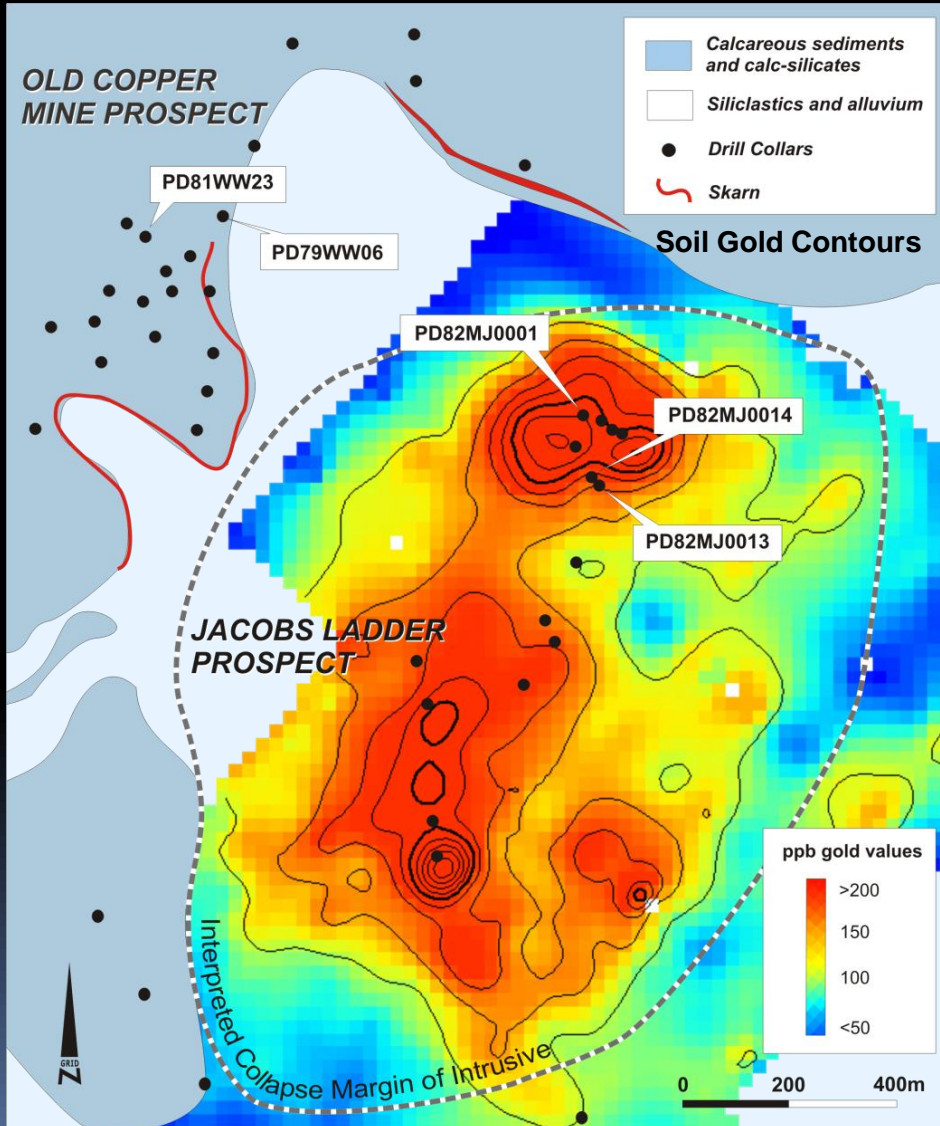 OLD COPPER
MINE PROSPECT
Calcareous sediments
and calc-silicates
Siliclastics and alluvium
Drill Collars
Skarn
Soil Gold Contours
PD81WW23
PD79WW06
PD82MJ0001
PD82MJ0014
PD82MJ0013
JACOBS LADDER
PROSPECT
ppb gold values
>200
150
100
<50
Interpreted Collapse Margin of Intrusive
GRID
N
0 200 400m